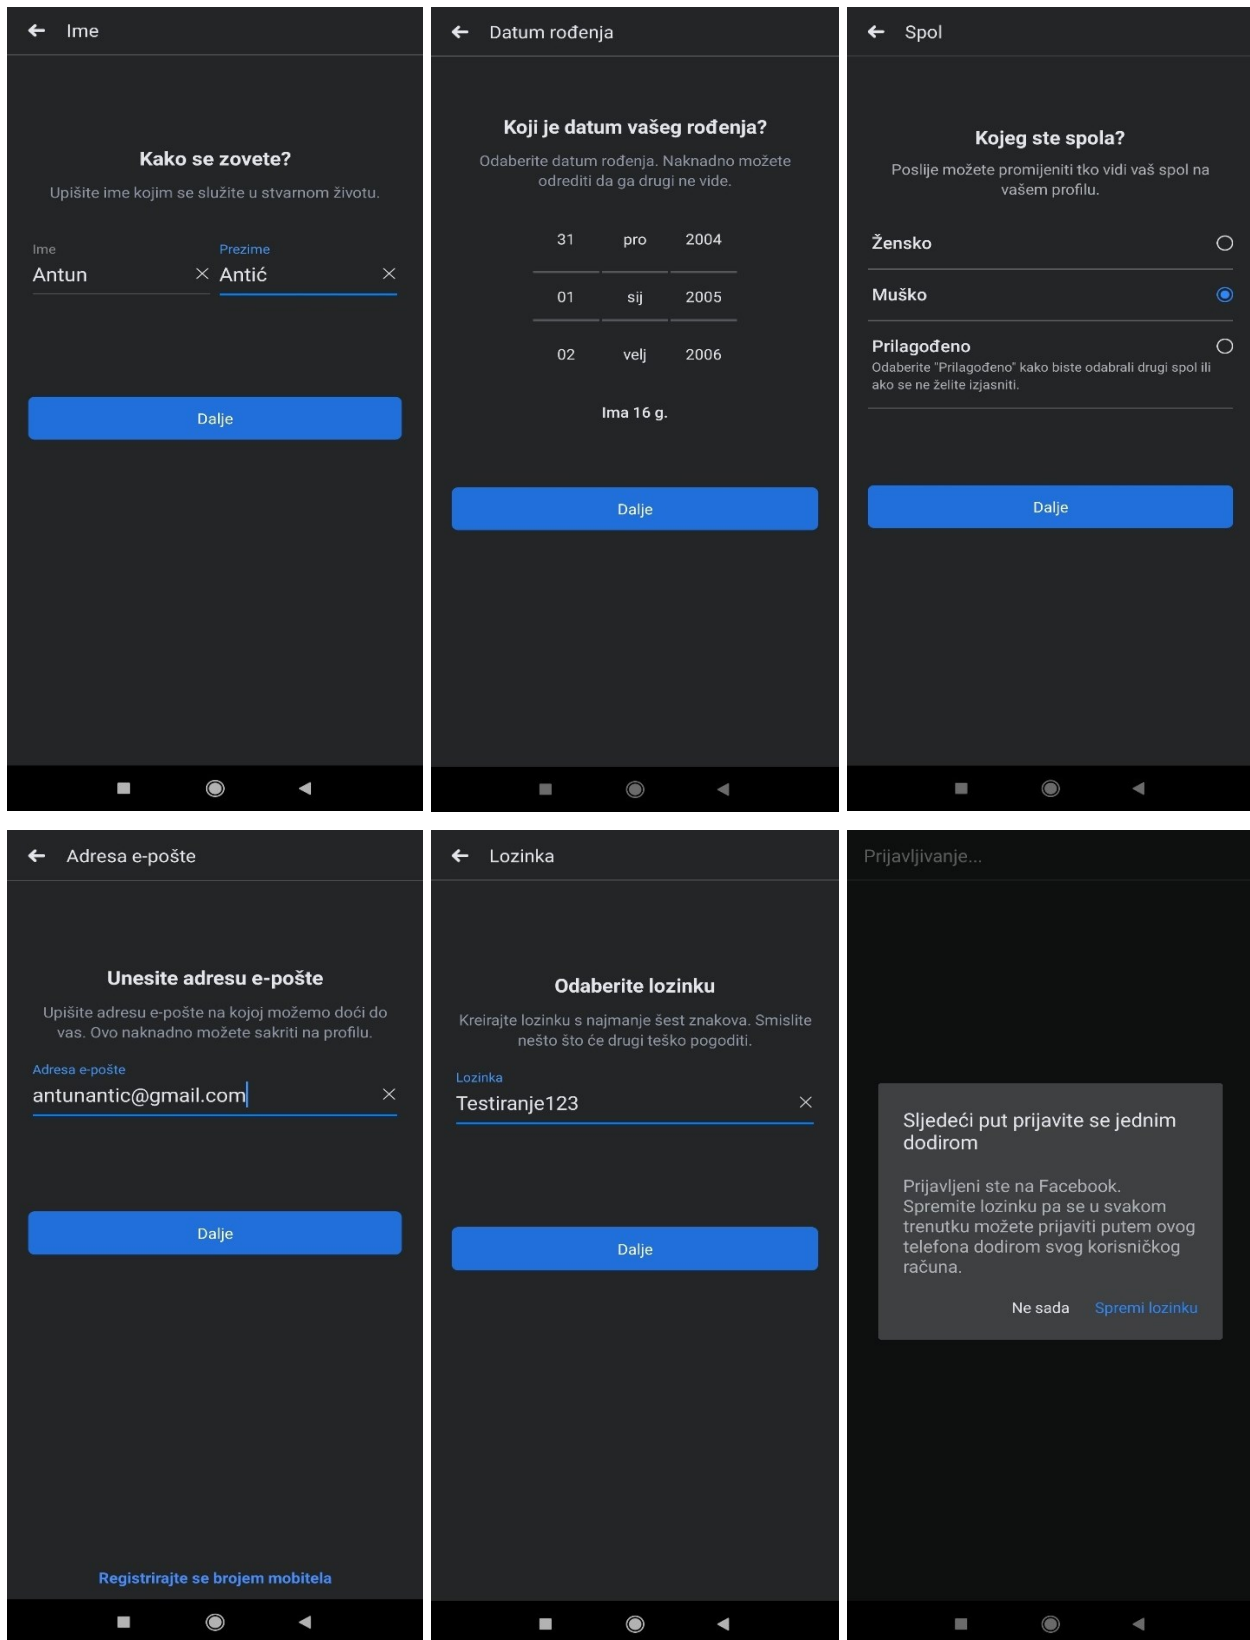 Ime
Kako se zovete?
Upišite ime kojim se služite u stvarnom životu.
Ime
Prezime
Antun
Antić
Dalje
Datum rođenja
Koji je datum vašeg rođenja?
Odaberite datum rođenja. Naknadno možete
odrediti da ga drugi ne vide.
31 pro 2004
01 sij 2005
02 velj 2006
Ima 16 g.
Dalje
Spol
Kojeg ste spola?
Poslije možete promijeniti tko vidi vaš spol na
vašem profilu.
Žensko
Muško
Prilagođeno
Odaberite "Prilagođeno" kako biste odabrali drugi spol ili
ako se ne želite izjasniti.
Dalje
Adresa e-pošte
Unesite adresu e-pošte
Upišite adresu e-pošte na kojoj možemo doći do
vas. Ovo naknadno možete sakriti na profilu.
Adresa e-pošte
antunantic@gmail.com
Dalje
Registrirajte se brojem mobitela
Lozinka
Odaberite lozinku
Kreirajte lozinku s najmanje šest znakova. Smislite
nešto što će drugi teško pogoditi.
Lozinka
Testiranje123
Dalje
Prijavljivanje...
Sljedeći put prijavite se jednim
dodirom
Prijavljeni ste na Facebook.
Spremite lozinku pa se u svakom
trenutku možete prijaviti putem ovog
telefona dodirom svog korisničkog
računa.
Ne sada
Spremi lozinku